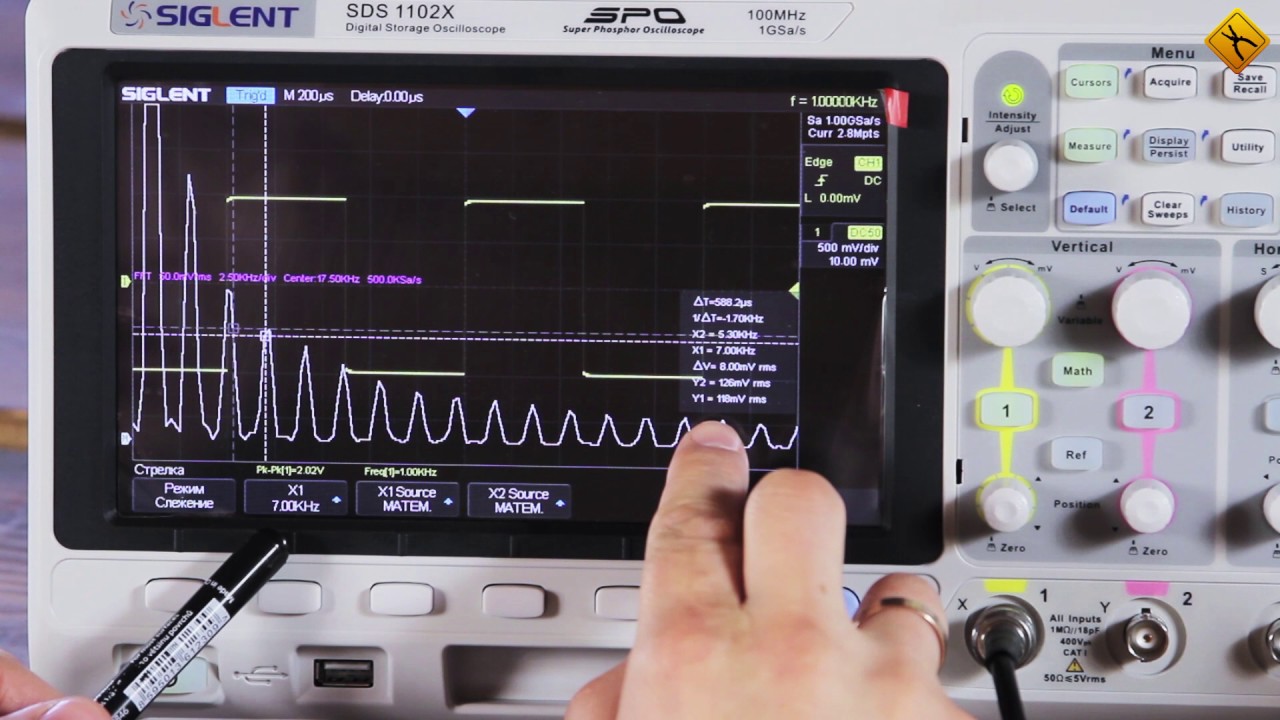 SIGLENT
SDS 1102X
Digital Storage Oscilloscope
SPO
Super Phosphor Oscilloscope
100MHz
1GSa/s
SIGLENT Trig'd M 200µs Delay:0.00µs
f = 1.00000KHz
Sa 1.00GSa/s
Curr 2.8Mpts
Edge CH1
DC
L 0.00mV
1 DC50
500 mV/div
10.00 mV
FFT 50.0mVrms 2.50KHz/div Center:17.50KHz 500.0KSa/s
ΔT=588.2µs
1/ΔT=-1.70KHz
X2 = 5.30KHz
X1 = 7.00KHz
ΔV= 8.00mV rms
Y2 = 126mV rms
Y1 = 118mV rms
Стрелка Pk-Pk[1]=2.02V Freq[1]=1.00KHz
Режим
Слежение
X1
7.00KHz
X1 Source
МАТЕМ.
X2 Source
МАТЕМ.
Intensity
Adjust
Select
Menu
Cursors Acquire Save
Recall
Measure Display
Persist Utility
Default Clear
Sweeps History
Vertical
V mV V mV
Variable
Math
1 2
Ref
Position
Zero Zero
X 1 Y 2
All Inputs
1MΩ//18pF
400Vpk
CAT I
50Ω≤5Vrms